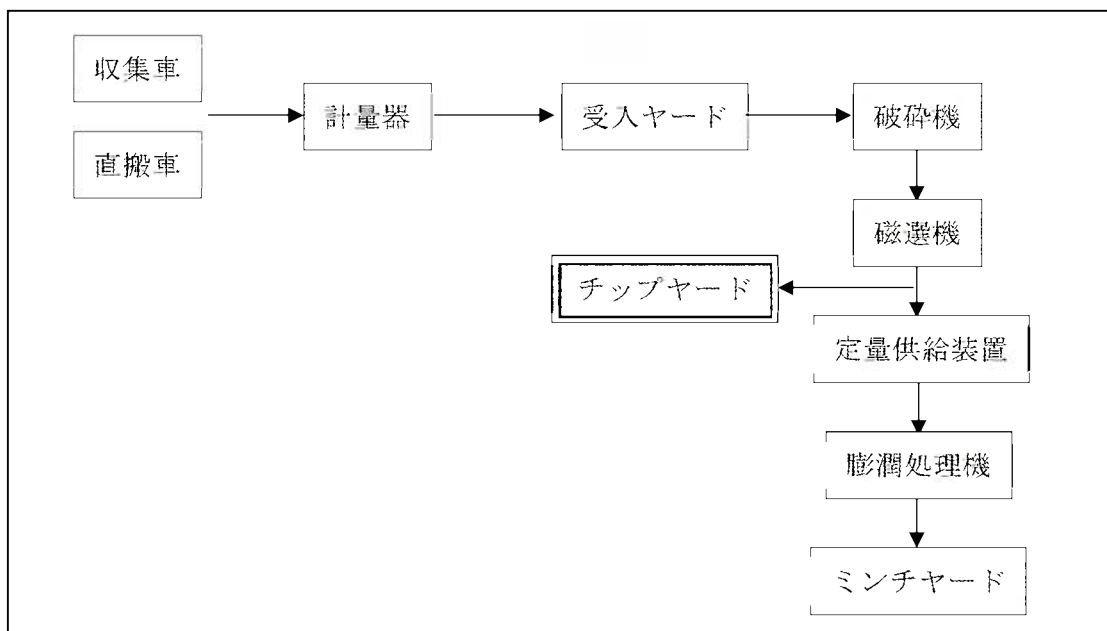 収集車
直搬車
計量器
受入ヤード
破砕機
磁選機
チップヤード
定量供給装置
膨潤処理機
ミンチヤード